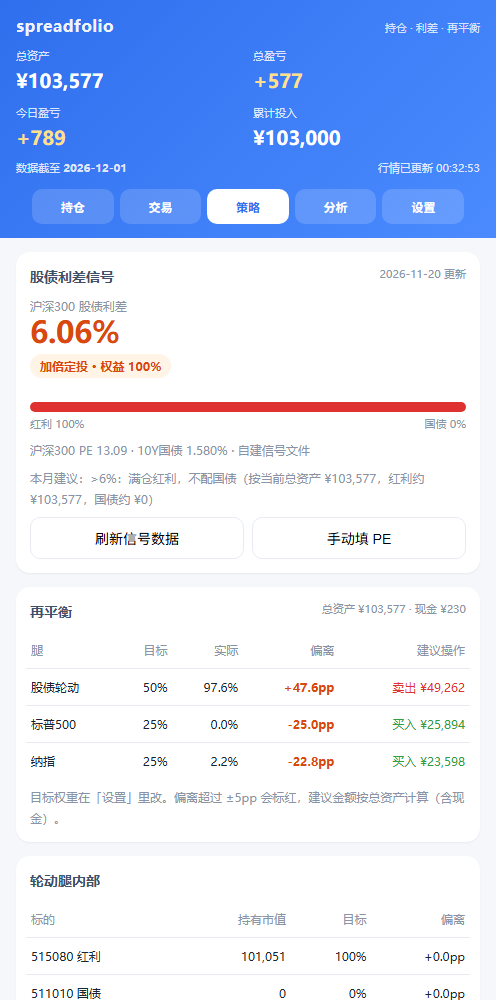 spreadfolio
持仓 · 利差 · 再平衡
总资产 总盈亏
¥103,577 +577
今日盈亏 累计投入
+789 ¥103,000
数据截至 2026-12-01 行情已更新 00:32:53
持仓 交易 策略 分析 设置
股债利差信号 2026-11-20 更新
沪深300 股债利差
6.06%
加倍定投 · 权益 100%
红利 100% 国债 0%
沪深300 PE 13.09 · 10Y国债 1.580% · 自建信号文件
本月建议：>6%：满仓红利，不配国债（按当前总资产 ¥103,577，红利约
¥103,577，国债约 ¥0）
刷新信号数据 手动填 PE
再平衡 总资产 ¥103,577 · 现金 ¥230
腿 目标 实际 偏离 建议操作
股债轮动 50% 97.6% +47.6pp 卖出 ¥49,262
标普500 25% 0.0% -25.0pp 买入 ¥25,894
纳指 25% 2.2% -22.8pp 买入 ¥23,598
目标权重在「设置」里改。偏离超过 ±5pp 会标红，建议金额按总资产计算（含现
金）。
轮动腿内部
标的 持有市值 目标 偏离
515080 红利 101,051 100% +0.0pp
511010 国债 0 0% +0.0pp